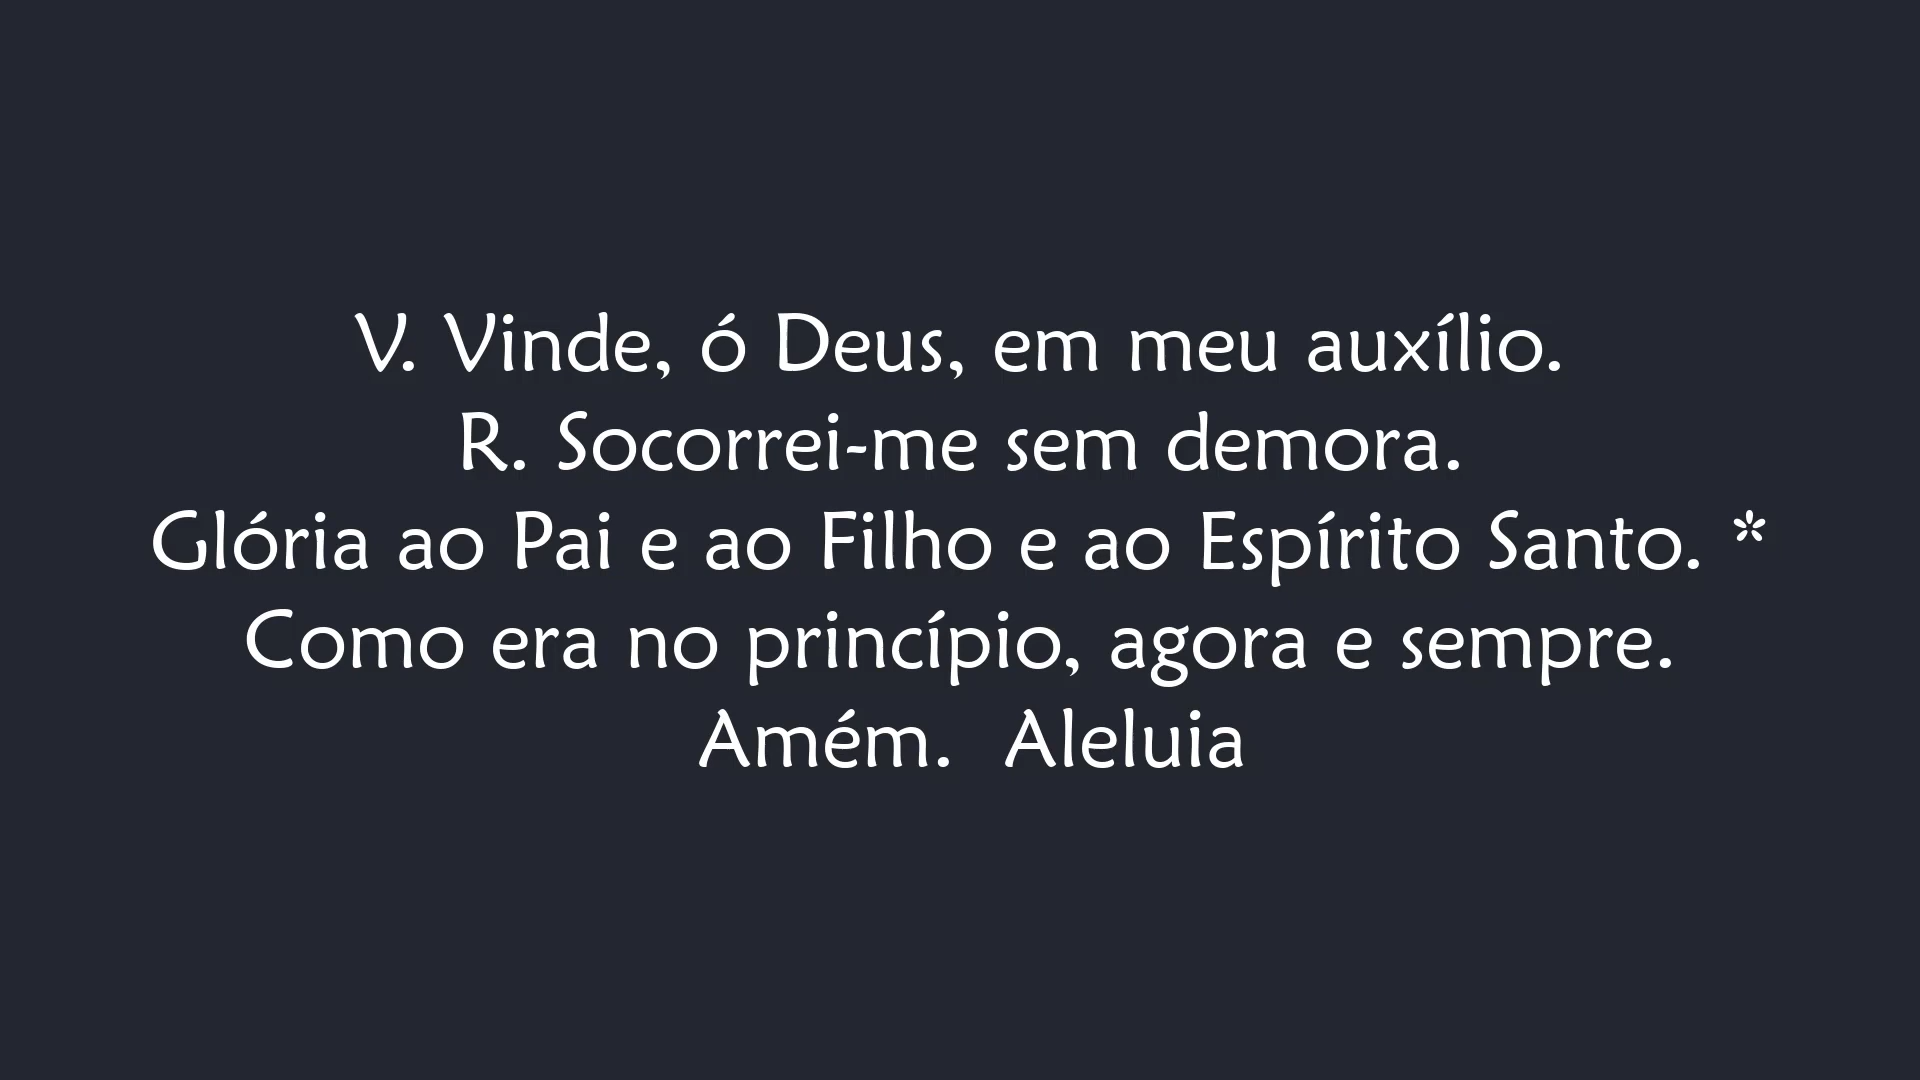 V. Vinde, ó Deus, em meu auxílio.
R. Socorrei-me sem demora.
Glória ao Pai e ao Filho e ao Espírito Santo. *
Como era no princípio, agora e sempre.
Amém.  Aleluia